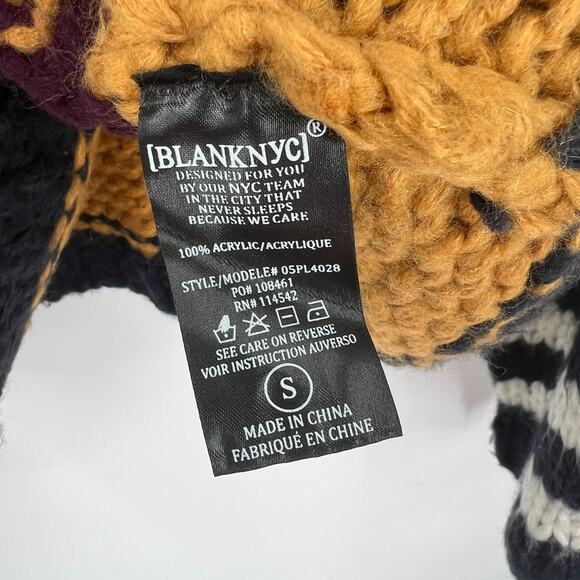 [BLANKNYC]®
DESIGNED FOR YOU
BY OUR NYC TEAM
IN THE CITY THAT
NEVER SLEEPS
BECAUSE WE CARE
100% ACRYLIC/ACRYLIQUE
STYLE/MODELE# 05PL4028
PO# 108461
RN# 114542
SEE CARE ON REVERSE
VOIR INSTRUCTION AUVERSO
S
MADE IN CHINA
FABRIQUÉ EN CHINE